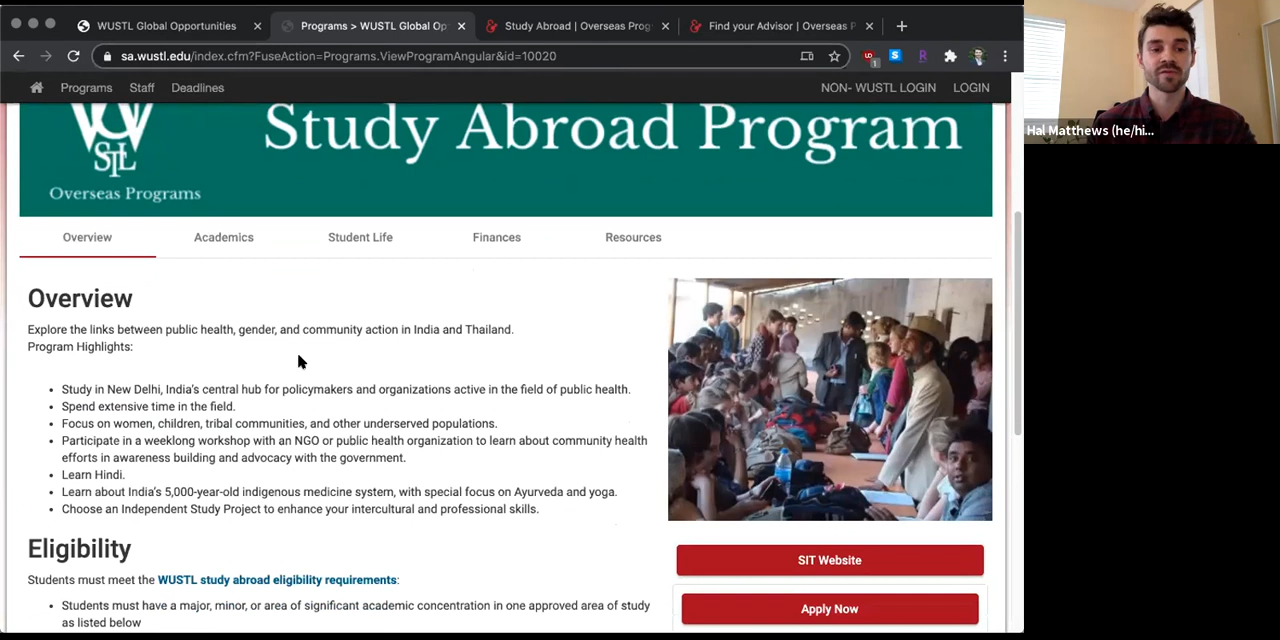 WUSTL Global Opportunities
Programs > WUSTL Global Op
Study Abroad | Overseas Prog
Find your Advisor | Overseas P
sa.wustl.edu/index.cfm?FuseAction=Programs.ViewProgramAngular&id=10020
Programs Staff Deadlines NON- WUSTL LOGIN LOGIN
Hal Matthews (he/hi...
Study Abroad Program
Overseas Programs
Overview Academics Student Life Finances Resources
Overview
Explore the links between public health, gender, and community action in India and Thailand.
Program Highlights:
• Study in New Delhi, India's central hub for policymakers and organizations active in the field of public health.
• Spend extensive time in the field.
• Focus on women, children, tribal communities, and other underserved populations.
• Participate in a weeklong workshop with an NGO or public health organization to learn about community health
efforts in awareness building and advocacy with the government.
• Learn Hindi.
• Learn about India's 5,000-year-old indigenous medicine system, with special focus on Ayurveda and yoga.
• Choose an Independent Study Project to enhance your intercultural and professional skills.
Eligibility
Students must meet the WUSTL study abroad eligibility requirements:
• Students must have a major, minor, or area of significant academic concentration in one approved area of study
as listed below
SIT Website
Apply Now